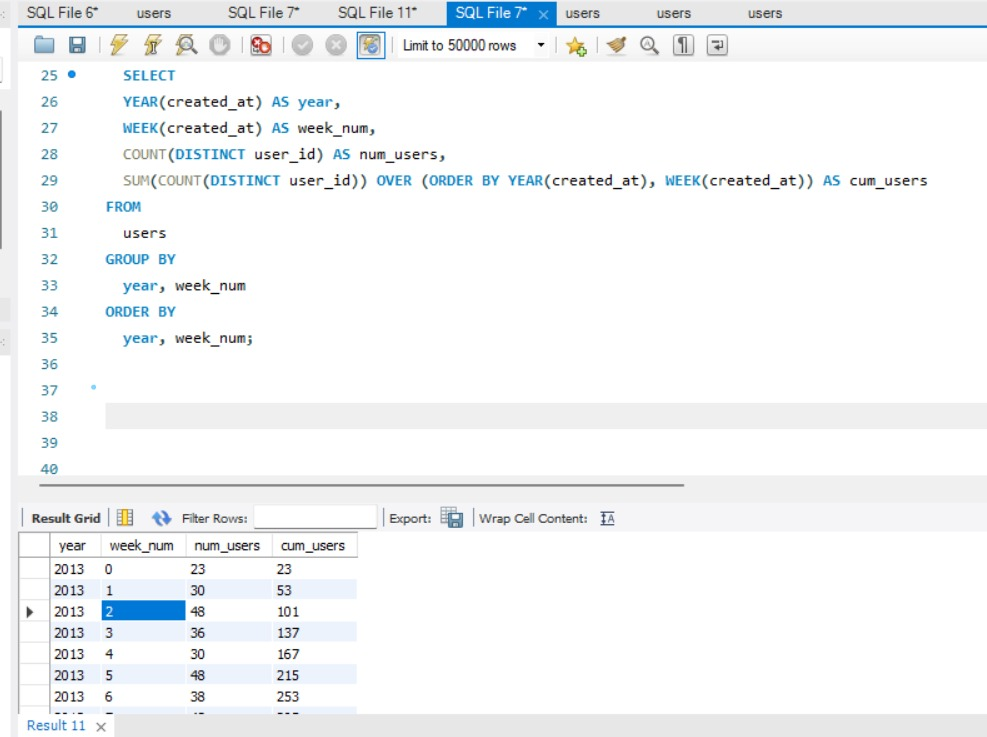 SQL File 6* users SQL File 7* SQL File 11* SQL File 7* users users users
Limit to 50000 rows
25 SELECT
26 YEAR(created_at) AS year,
27 WEEK(created_at) AS week_num,
28 COUNT(DISTINCT user_id) AS num_users,
29 SUM(COUNT(DISTINCT user_id)) OVER (ORDER BY YEAR(created_at), WEEK(created_at)) AS cum_users
30 FROM
31 users
32 GROUP BY
33 year, week_num
34 ORDER BY
35 year, week_num;
36
37
38
39
40
Result Grid Filter Rows: Export: Wrap Cell Content:
year week_num num_users cum_users
2013 0 23 23
2013 1 30 53
2013 2 48 101
2013 3 36 137
2013 4 30 167
2013 5 48 215
2013 6 38 253
Result 11